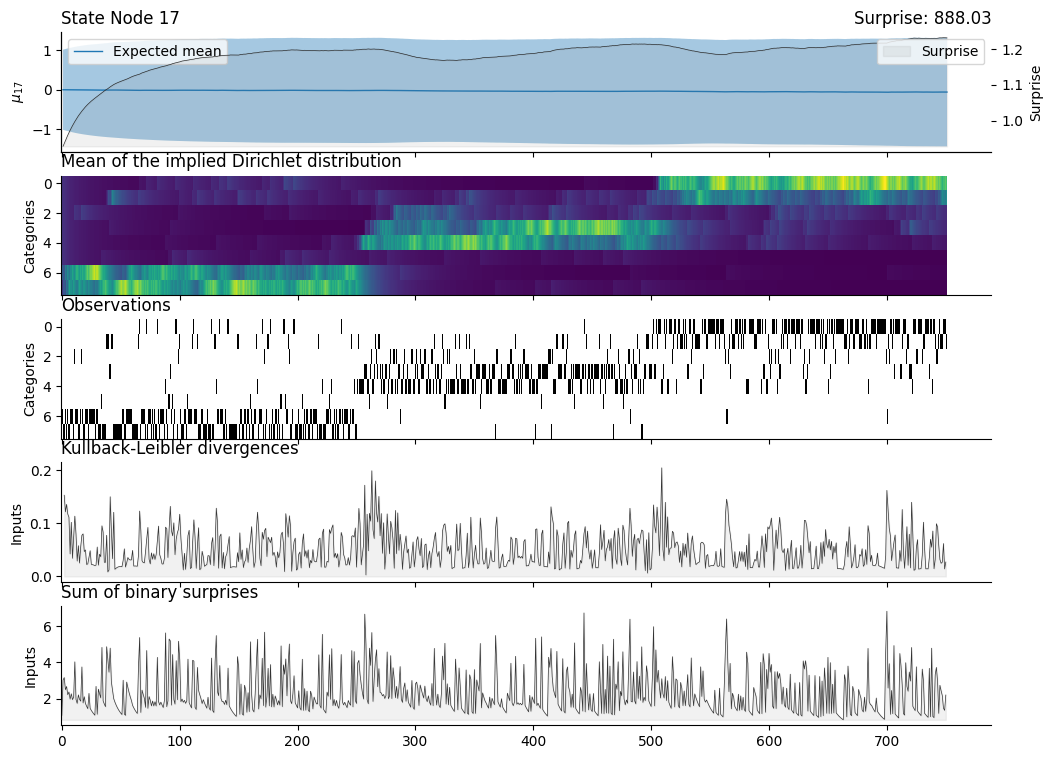 State Node 17 Surprise: 888.03
Expected mean
Surprise
μ17
1
0
−1
1.2
1.1
1.0
Surprise
Mean of the implied Dirichlet distribution
Categories
0
2
4
6
Observations
Categories
0
2
4
6
Kullback-Leibler divergences
Inputs
0.2
0.1
0.0
Sum of binary surprises
Inputs
6
4
2
0 100 200 300 400 500 600 700